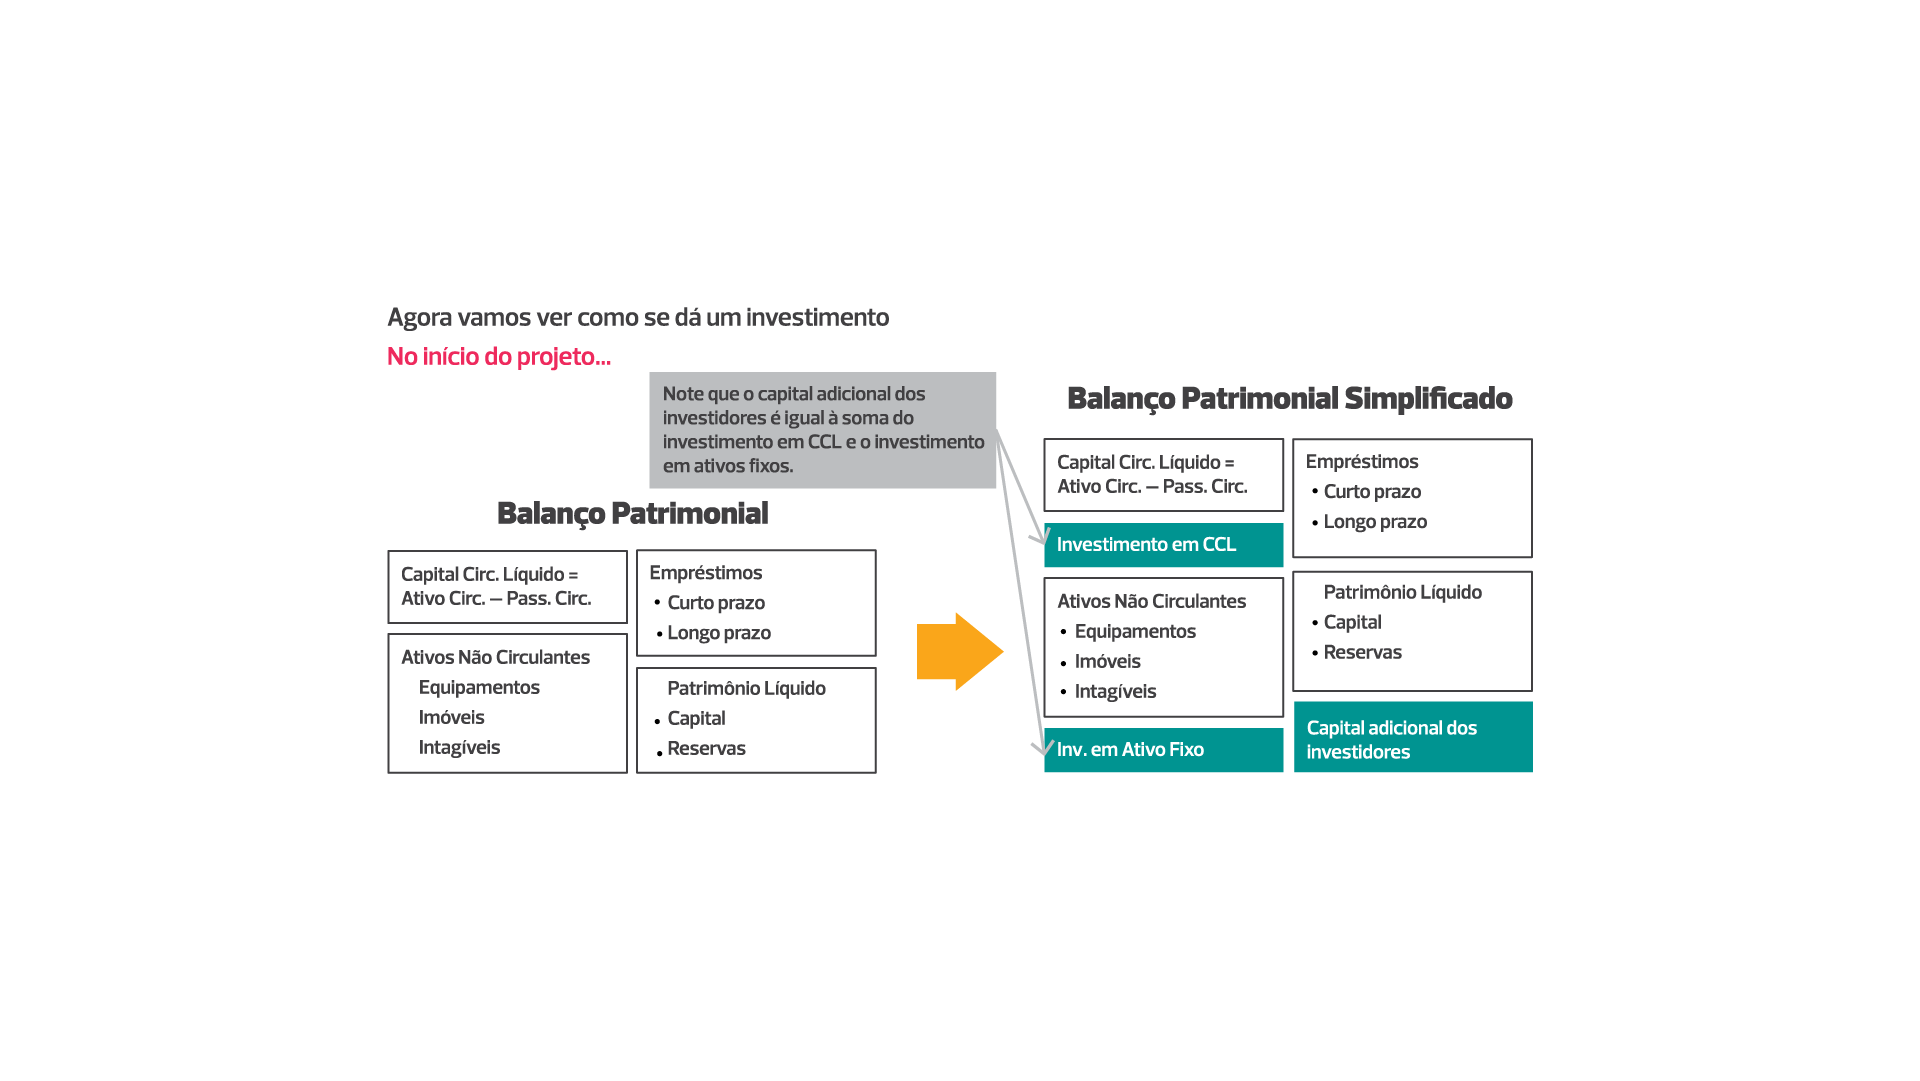 Agora vamos ver como se dá um investimento
No início do projeto...
Note que o capital adicional dos
investidores é igual à soma do
investimento em CCL e o investimento
em ativos fixos.
Balanço Patrimonial
Capital Circ. Líquido =
Ativo Circ. – Pass. Circ.
Ativos Não Circulantes
Equipamentos
Imóveis
Intagíveis
Empréstimos
• Curto prazo
• Longo prazo
Patrimônio Líquido
• Capital
• Reservas
Balanço Patrimonial Simplificado
Capital Circ. Líquido =
Ativo Circ. – Pass. Circ.
Investimento em CCL
Ativos Não Circulantes
• Equipamentos
• Imóveis
• Intagíveis
Inv. em Ativo Fixo
Empréstimos
• Curto prazo
• Longo prazo
Patrimônio Líquido
• Capital
• Reservas
Capital adicional dos
investidores